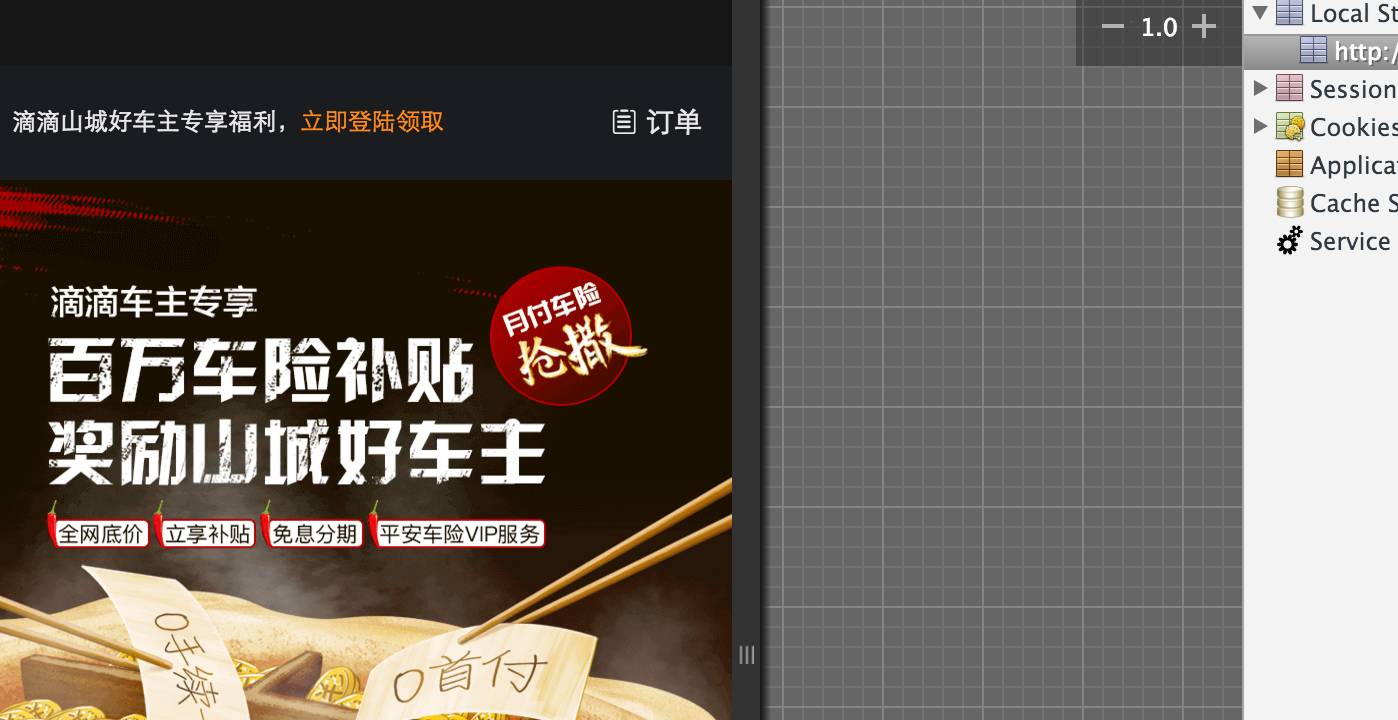 1.0
Local St
http:/
Session
Cookies
Applica
Cache S
Service
滴滴山城好车主专享福利，立即登陆领取
订单
滴滴车主专享
百万车险补贴
奖励山城好车主
月付车险
抢撒
全网底价
立享补贴
免息分期
平安车险VIP服务
0手续
0首付